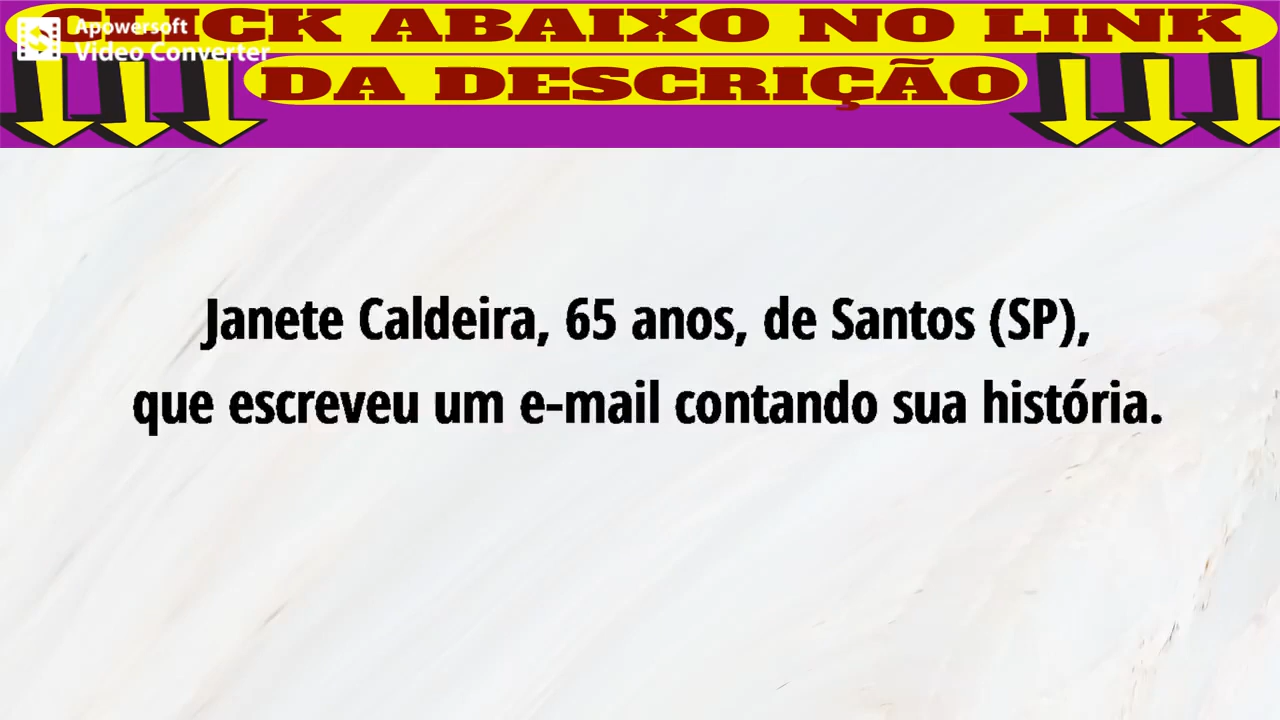 CLICK ABAIXO NO LINK
Apowersoft
Video Converter
DA DESCRIÇÃO
Janete Caldeira, 65 anos, de Santos (SP),
que escreveu um e-mail contando sua história.